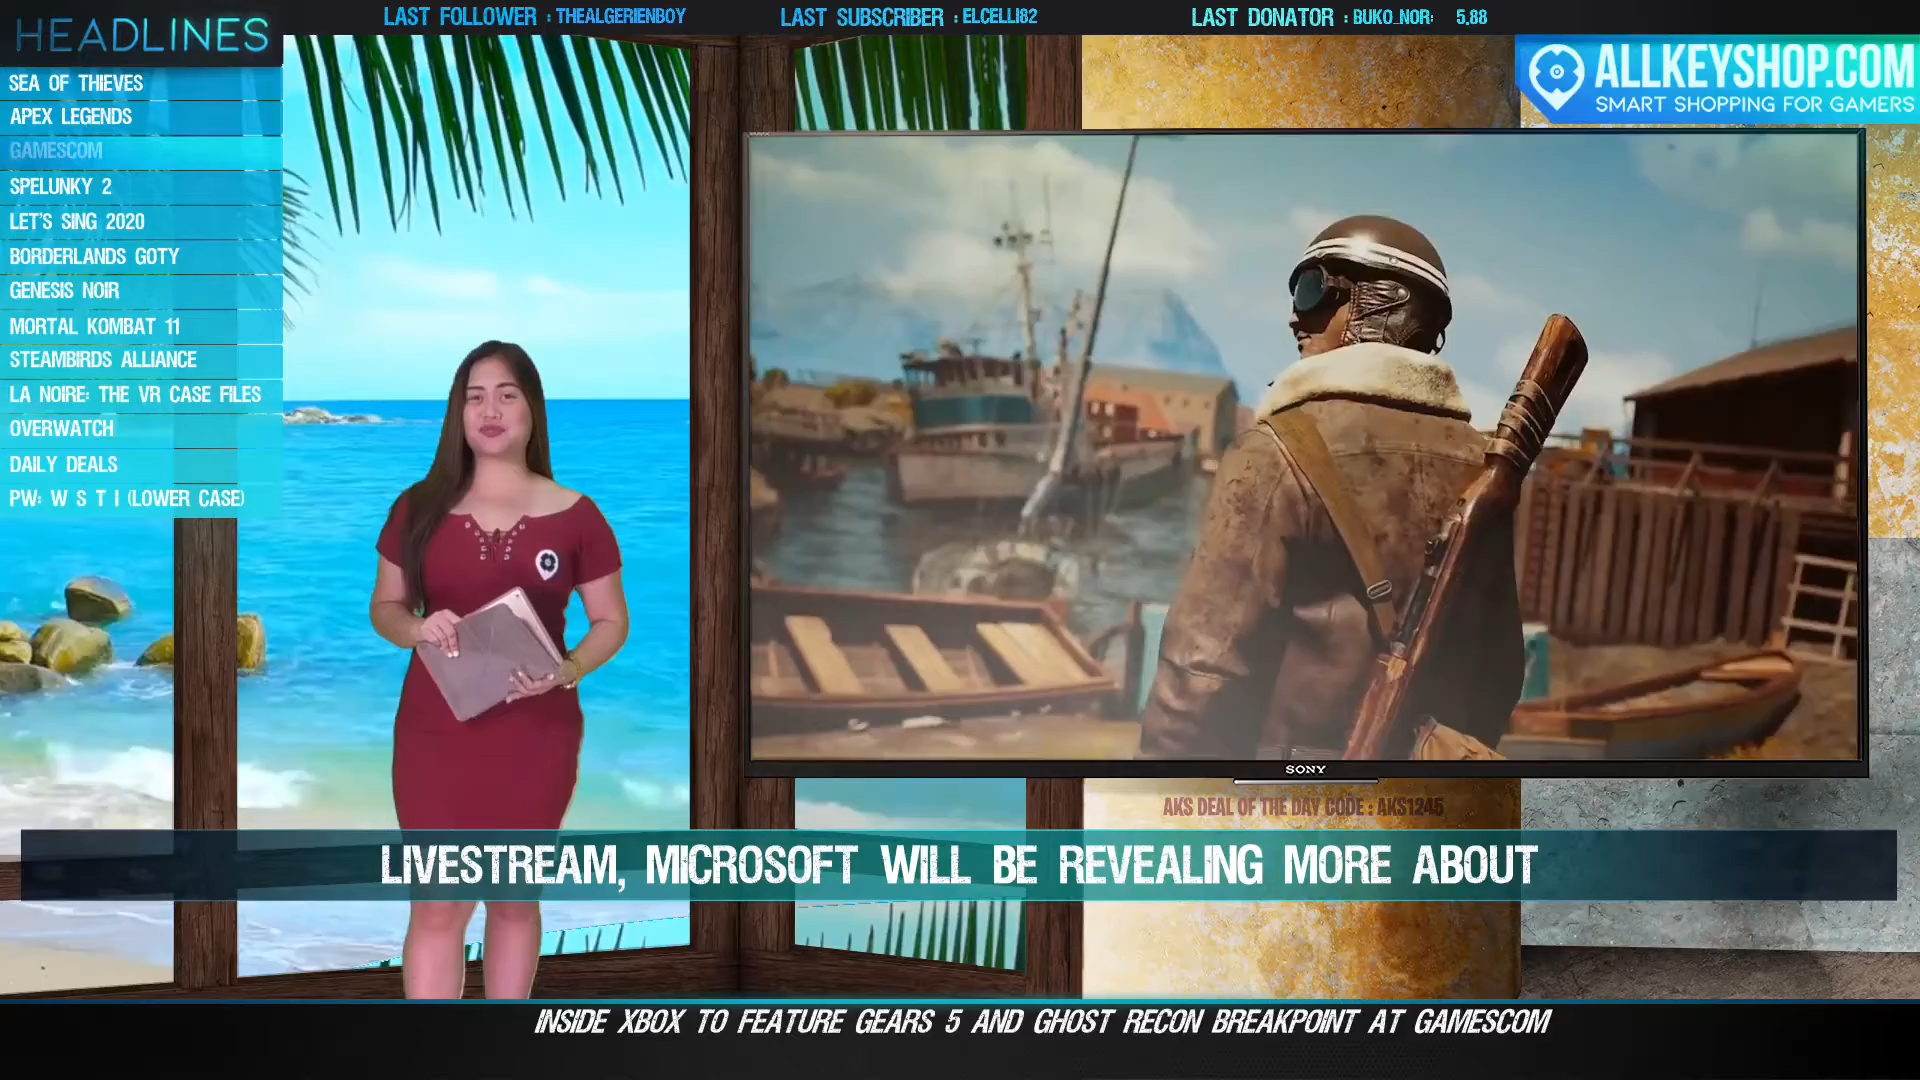 HEADLINES
LAST FOLLOWER : THEALGERIENBOY
LAST SUBSCRIBER : ELCELLI82
LAST DONATOR : BUKO_NOR: 5,88
ALLKEYSHOP.COM
SMART SHOPPING FOR GAMERS
SEA OF THIEVES
APEX LEGENDS
GAMESCOM
SPELUNKY 2
LET'S SING 2020
BORDERLANDS GOTY
GENESIS NOIR
MORTAL KOMBAT 11
STEAMBIRDS ALLIANCE
LA NOIRE: THE VR CASE FILES
OVERWATCH
DAILY DEALS
PW: W S T I (LOWER CASE)
SONY
AKS DEAL OF THE DAY CODE : AKS1245
LIVESTREAM, MICROSOFT WILL BE REVEALING MORE ABOUT
INSIDE XBOX TO FEATURE GEARS 5 AND GHOST RECON BREAKPOINT AT GAMESCOM